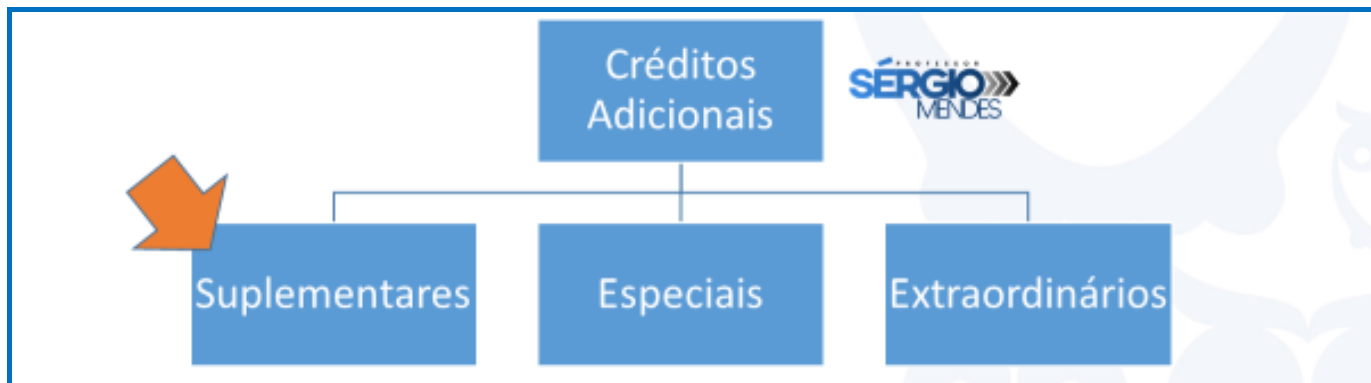 Créditos
Adicionais
PROFESSOR
SÉRGIO
MENDES
Suplementares
Especiais
Extraordinários